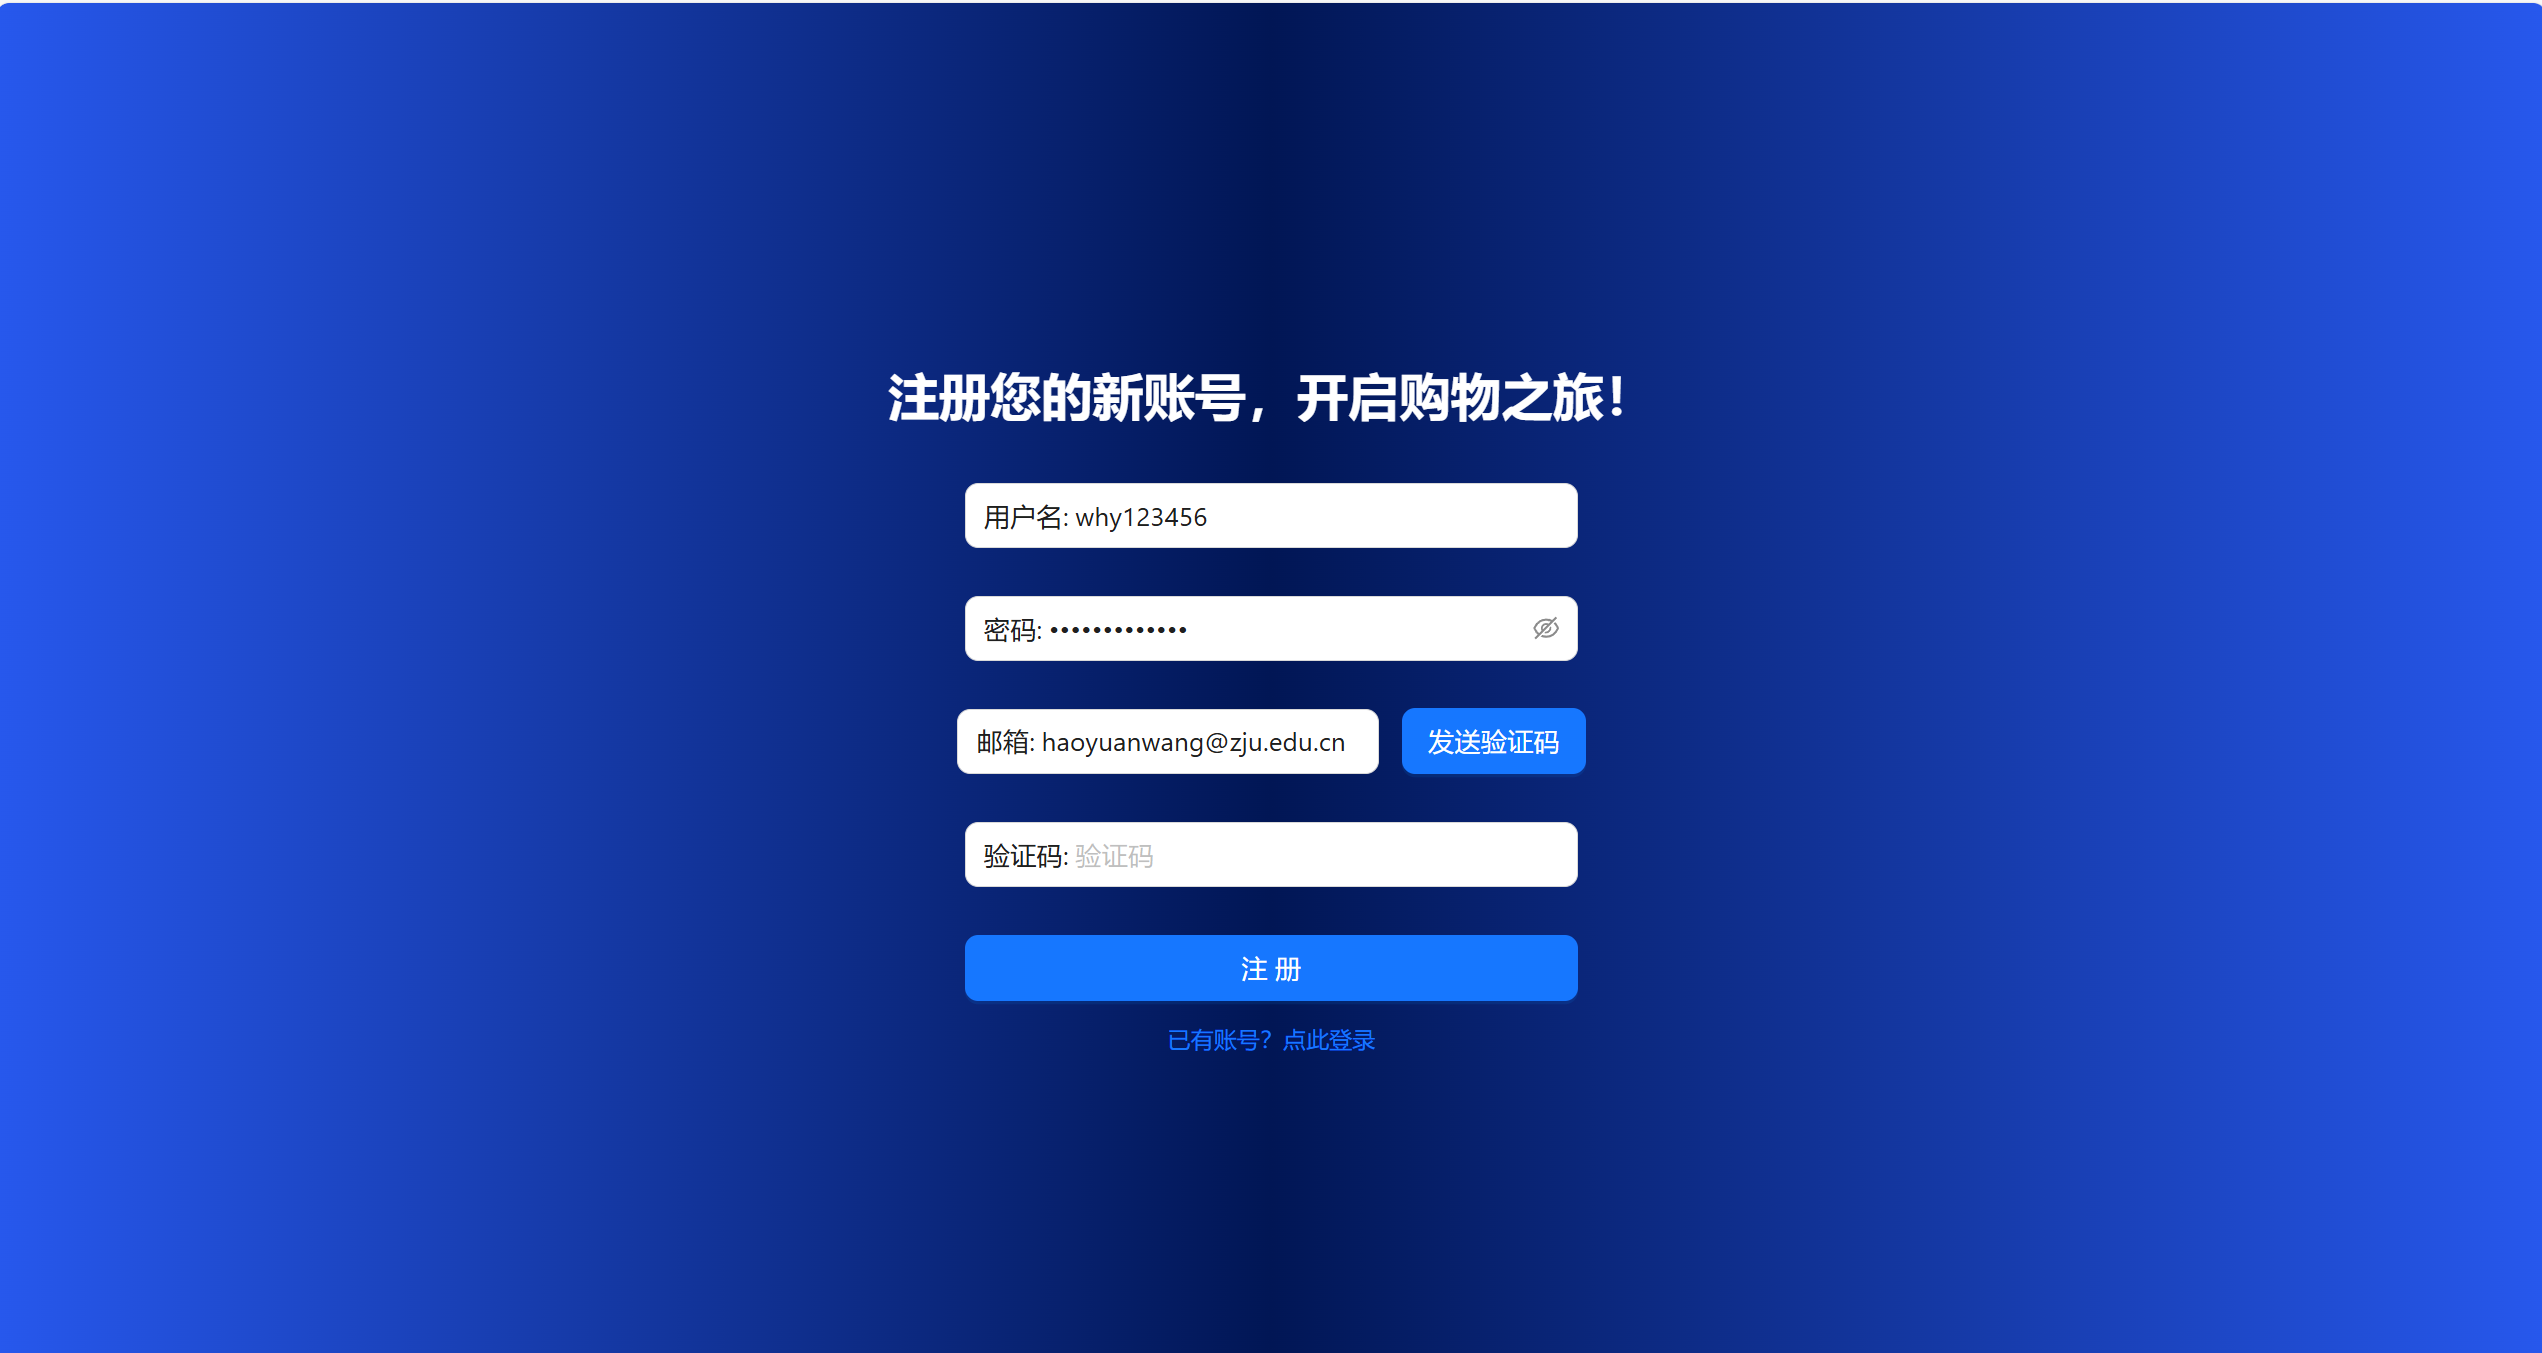 注册您的新账号，开启购物之旅！
用户名: why123456
密码: •••••••••••••
邮箱: haoyuanwang@zju.edu.cn 发送验证码
验证码: 验证码
注 册
已有账号？点此登录